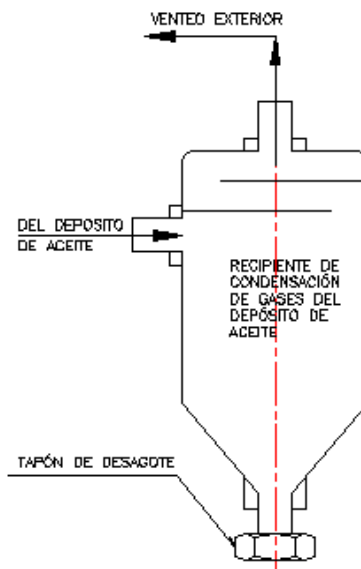 VENTEO EXTERIOR
DEL DEPOSITO
DE ACEITE
RECIPIENTE DE
CONDENSACIÓN
DE GASES DEL
DEPÓSITO DE
ACEITE
TAPÓN DE DESAGOTE